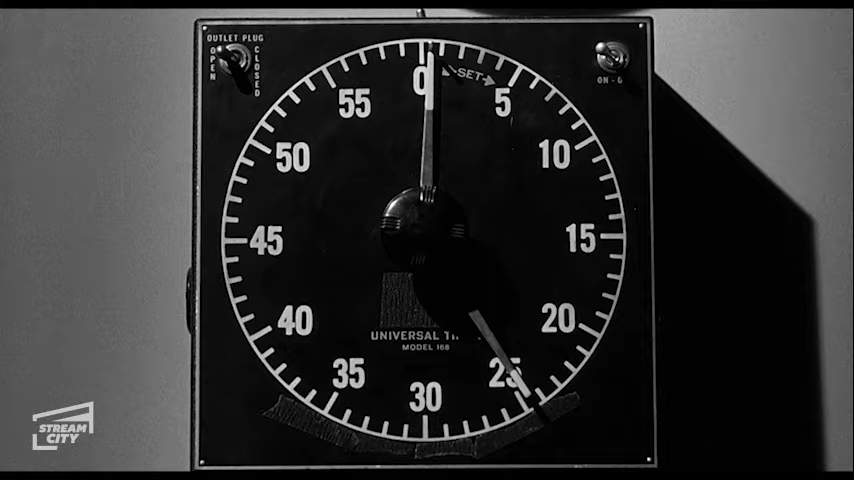 OUTLET PLUG
OPEN
CLOSED
SET
ON-
0
5
10
15
20
25
30
35
40
45
50
55
UNIVERSAL
MODEL 168
STREAM
CITY